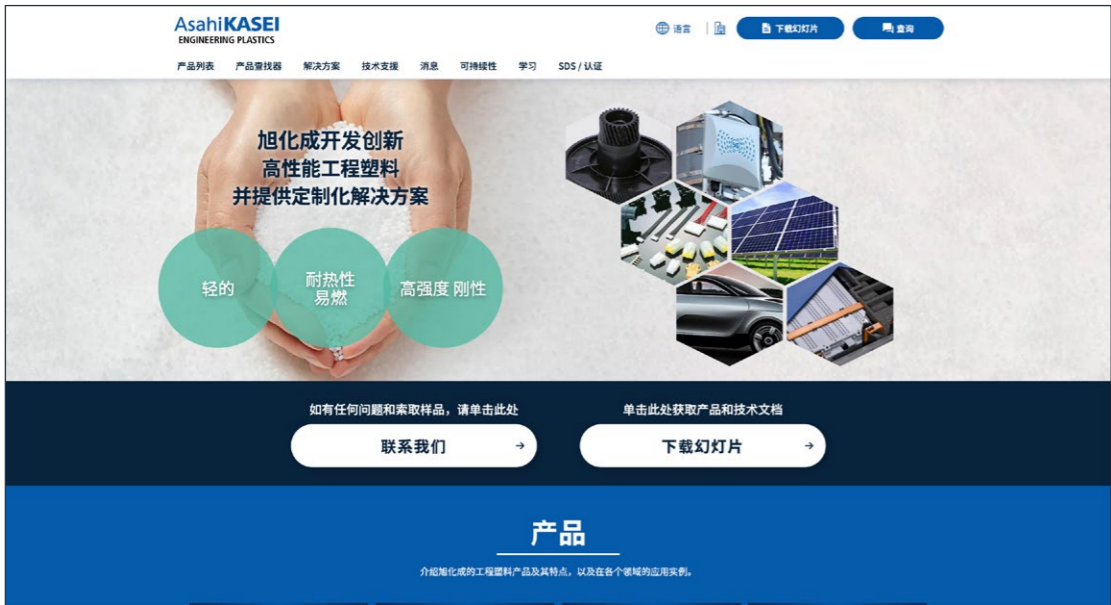 AsahiKASEI
ENGINEERING PLASTICS
语言
下载幻灯片
查询
产品列表 产品查找器 解决方案 技术支援 消息 可持续性 学习 SDS / 认证
旭化成开发创新
高性能工程塑料
并提供定制化解决方案
轻的
耐热性
易燃
高强度 刚性
如有任何问题和索取样品，请单击此处
联系我们
单击此处获取产品和技术文档
下载幻灯片
产品
介绍旭化成的工程塑料产品及其特点，以及在各个领域的应用实例。